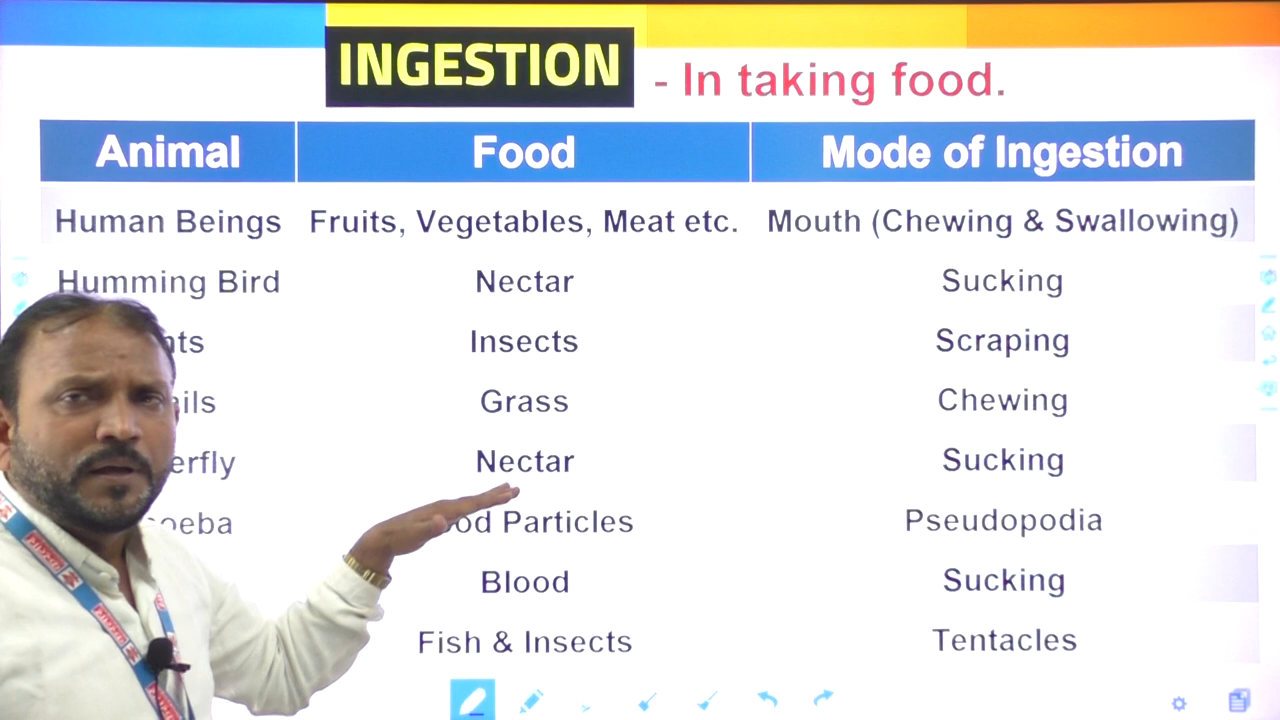 INGESTION - In taking food.
Animal Food Mode of Ingestion
Human Beings Fruits, Vegetables, Meat etc. Mouth (Chewing & Swallowing)
Humming Bird Nectar Sucking
Insects Scraping
Grass Chewing
Nectar Sucking
Particles Pseudopodia
Blood Sucking
Fish & Insects Tentacles